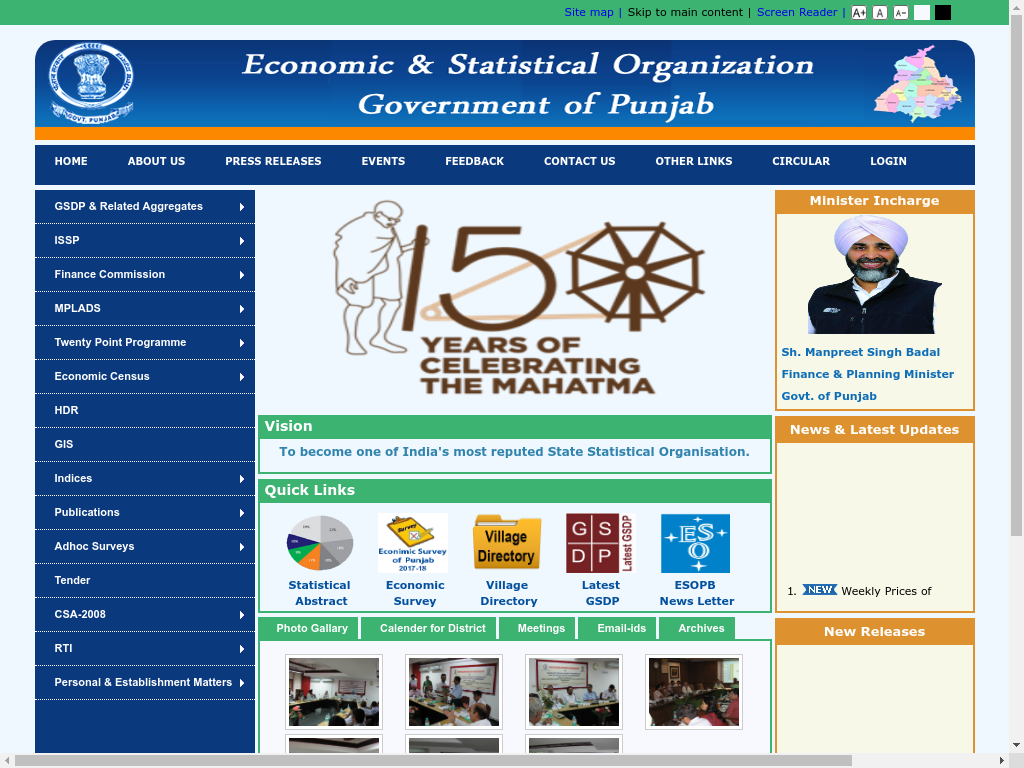 Site map | Skip to main content | Screen Reader | A+ A A-
Economic & Statistical Organization
Government of Punjab
GOVT. PUNJAB
HOME ABOUT US PRESS RELEASES EVENTS FEEDBACK CONTACT US OTHER LINKS CIRCULAR LOGIN
GSDP & Related Aggregates
ISSP
Finance Commission
MPLADS
Twenty Point Programme
Economic Census
HDR
GIS
Indices
Publications
Adhoc Surveys
Tender
CSA-2008
RTI
Personal & Establishment Matters
150
YEARS OF
CELEBRATING
THE MAHATMA
Vision
To become one of India's most reputed State Statistical Organisation.
Quick Links
Survey
Econimic Survey
of Punjab
2017-18
Village
Directory
GSDP
Latest GSDP
ESO
Statistical
Abstract
Economic
Survey
Village
Directory
Latest
GSDP
ESOPB
News Letter
Photo Gallary Calender for District Meetings Email-ids Archives
Minister Incharge
Sh. Manpreet Singh Badal
Finance & Planning Minister
Govt. of Punjab
News & Latest Updates
1. NEW Weekly Prices of
New Releases